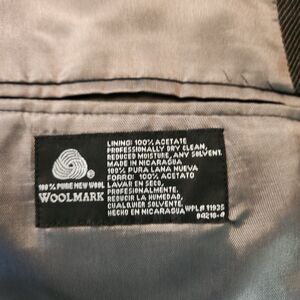 ®
100% PURE NEW WOOL
WOOLMARK
LINING: 100% ACETATE
PROFESSIONALLY DRY CLEAN,
REDUCED MOISTURE, ANY SOLVENT.
MADE IN NICARAGUA
100% PURA LANA NUEVA
FORRO: 100% ACETATO
LAVAR EN SECO,
PROFESIONALMENTE,
REDUCIR LA HUMEDAD,
CUALQUIER SOLVENTE.
HECHO EN NICARAGUA
WPL# 11935